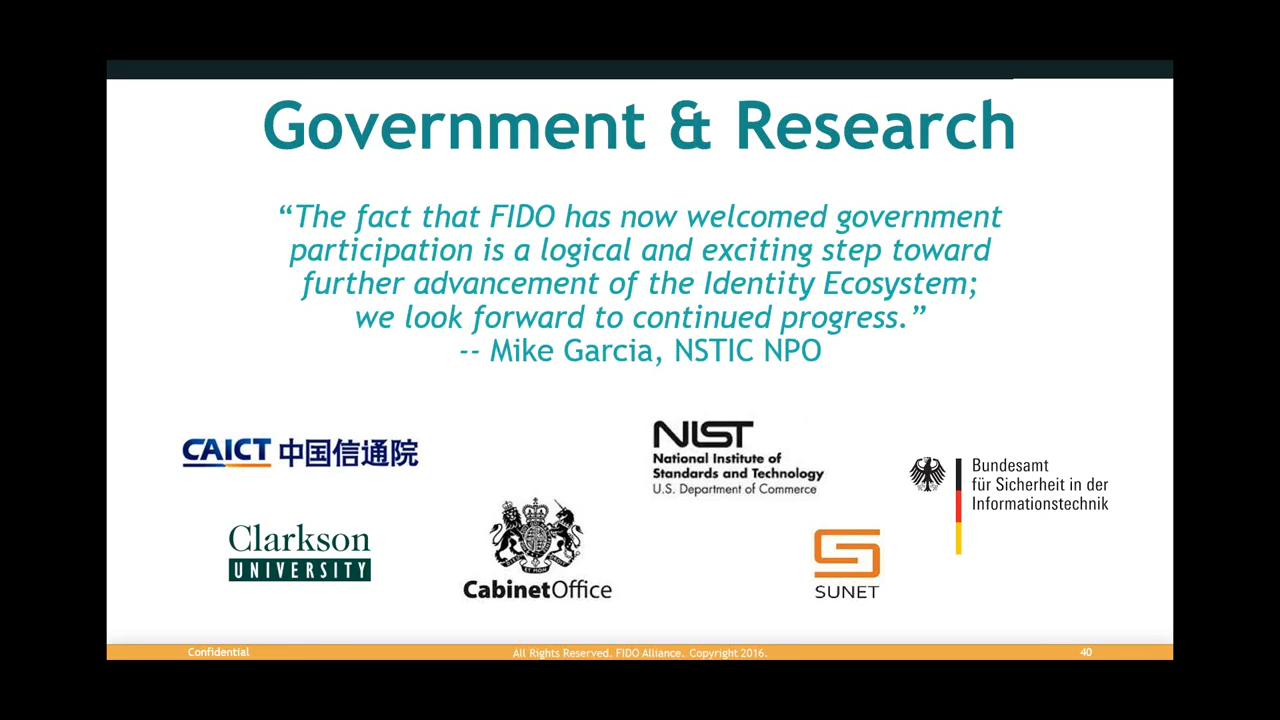 Government & Research
“The fact that FIDO has now welcomed government
participation is a logical and exciting step toward
further advancement of the Identity Ecosystem;
we look forward to continued progress.”
-- Mike Garcia, NSTIC NPO
CAICT 中国信通院
NIST
National Institute of
Standards and Technology
U.S. Department of Commerce
Bundesamt
für Sicherheit in der
Informationstechnik
Clarkson
UNIVERSITY
CabinetOffice
SUNET
Confidential
All Rights Reserved. FIDO Alliance. Copyright 2016.
40